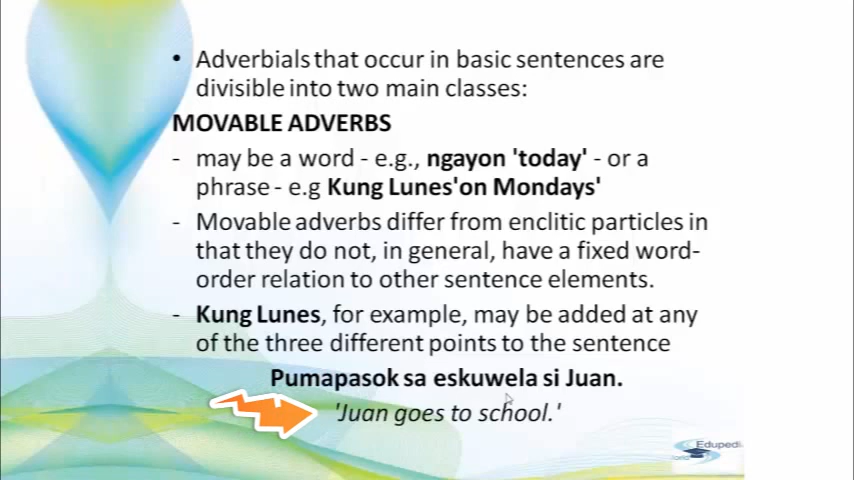 • Adverbials that occur in basic sentences are
divisible into two main classes:
MOVABLE ADVERBS
- may be a word - e.g., ngayon 'today' - or a
phrase - e.g Kung Lunes'on Mondays'
- Movable adverbs differ from enclitic particles in
that they do not, in general, have a fixed word-
order relation to other sentence elements.
- Kung Lunes, for example, may be added at any
of the three different points to the sentence
Pumapasok sa eskuwela si Juan.
'Juan goes to school.'
Edupedi